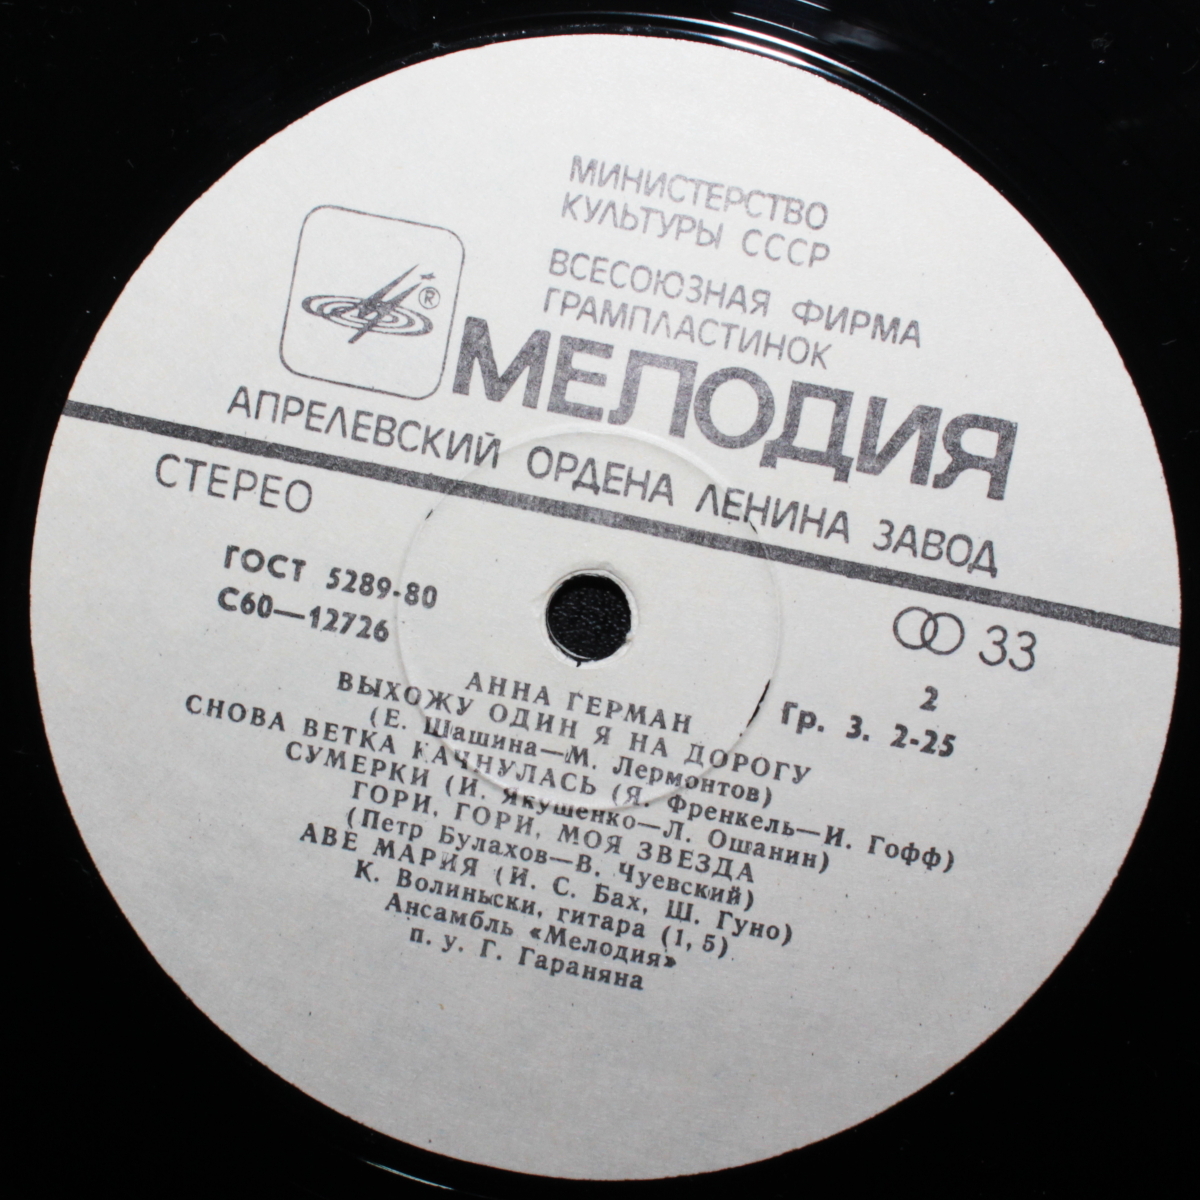 МИНИСТЕРСТВО
КУЛЬТУРЫ СССР
ВСЕСОЮЗНАЯ ФИРМА
ГРАМПЛАСТИНОК
®
МЕЛОДИЯ
АПРЕЛЕВСКИЙ ОРДЕНА ЛЕНИНА ЗАВОД
СТЕРЕО
33
ГОСТ 5289-80
С60—12726
2
Гр. 3. 2-25
АННА ГЕРМАН
ВЫХОЖУ ОДИН Я НА ДОРОГУ
(Е. Шашина—М. Лермонтов)
СНОВА ВЕТКА КАЧНУЛАСЬ (Я. Френкель—И. Гофф)
СУМЕРКИ (И. Якушенко—Л. Ошанин)
ГОРИ, ГОРИ, МОЯ ЗВЕЗДА
(Петр Булахов—В. Чуевский)
АВЕ МАРИЯ (И. С. Бах, Ш. Гуно)
К. Волиньски, гитара (1, 5)
Ансамбль «Мелодия»
п. у. Г. Гараняна